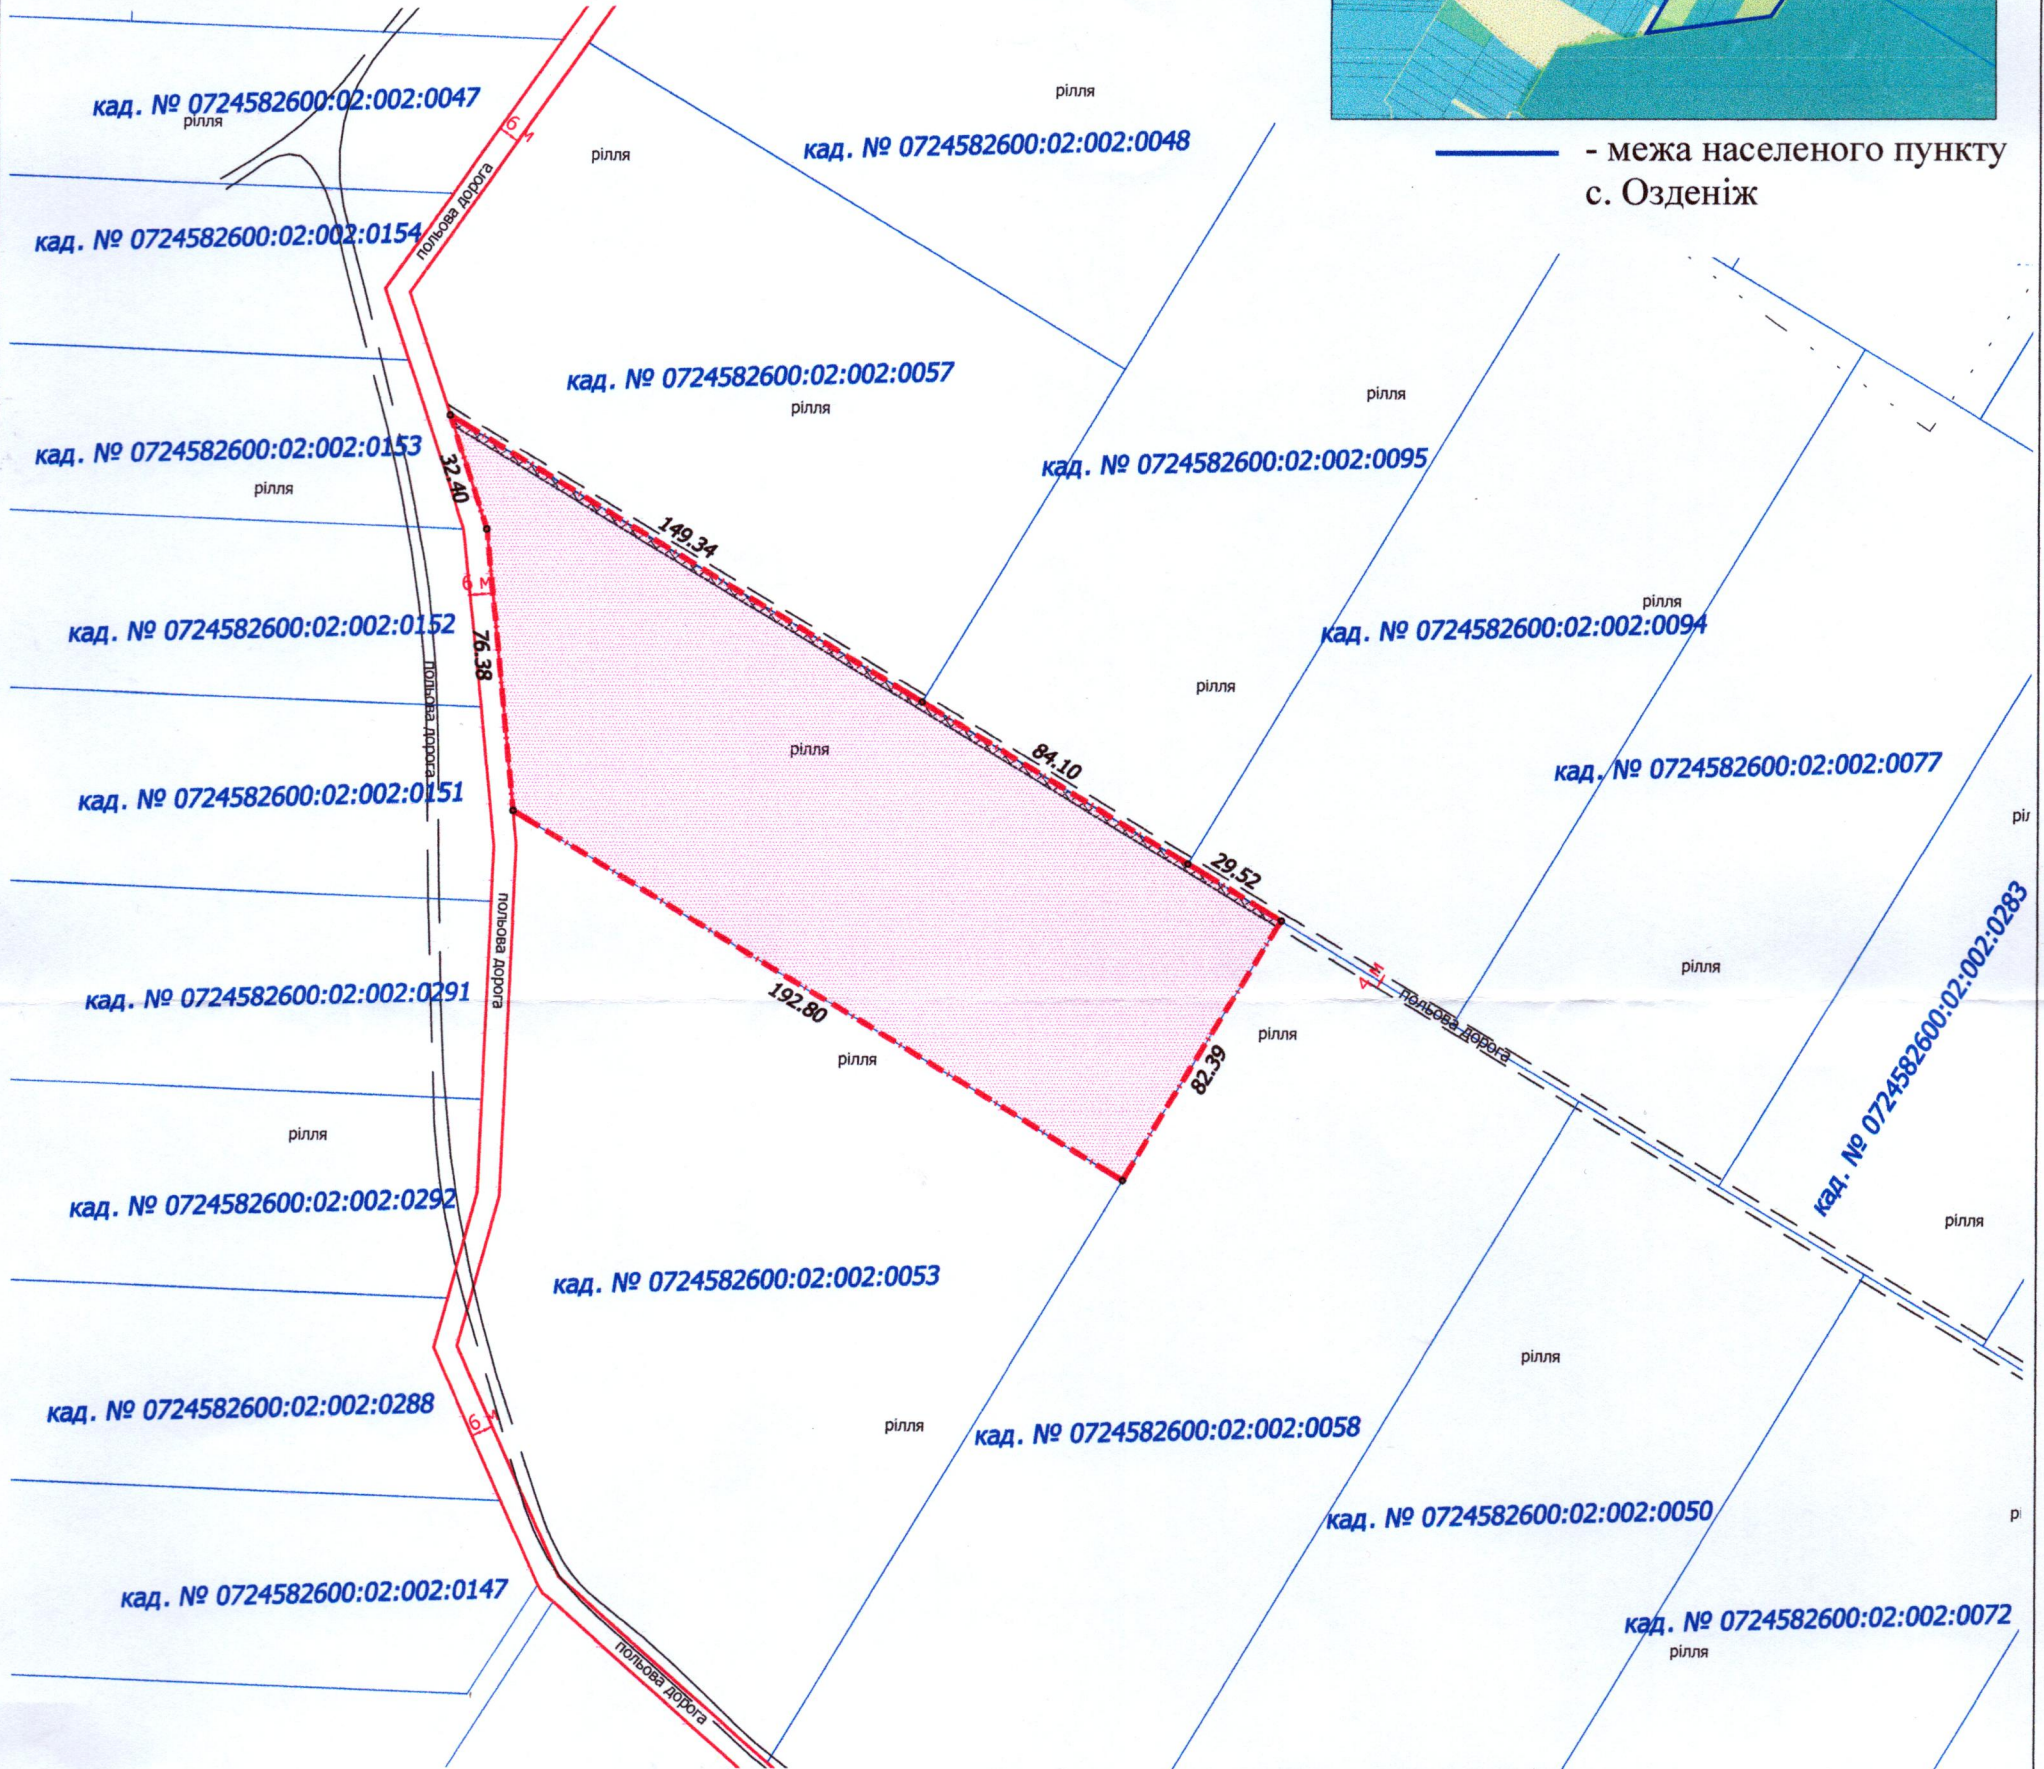 - межа населеного пункту
с. Озденіж
рілля
кад. № 0724582600:02:002:0047
рілля
6 м
кад. № 0724582600:02:002:0048
рілля
польова дорога
кад. № 0724582600:02:002:0154
кад. № 0724582600:02:002:0057
рілля
рілля
кад. № 0724582600:02:002:0153
32.40
кад. № 0724582600:02:002:0095
рілля
149.34
6 м
рілля
кад. № 0724582600:02:002:0152
76.38
кад. № 0724582600:02:002:0094
рілля
польова дорога
рілля
84.10
кад. № 0724582600:02:002:0077
кад. № 0724582600:02:002:0151
29.52
польова дорога
кад. № 0724582600:02:002:0283
рілля
4 м
кад. № 0724582600:02:002:0291
192.80
польова дорога
рілля
рілля
82.39
рілля
кад. № 0724582600:02:002:0292
рілля
кад. № 0724582600:02:002:0053
рілля
кад. № 0724582600:02:002:0288
6 м
рілля
кад. № 0724582600:02:002:0058
кад. № 0724582600:02:002:0050
кад. № 0724582600:02:002:0147
кад. № 0724582600:02:002:0072
рілля
польова дорога